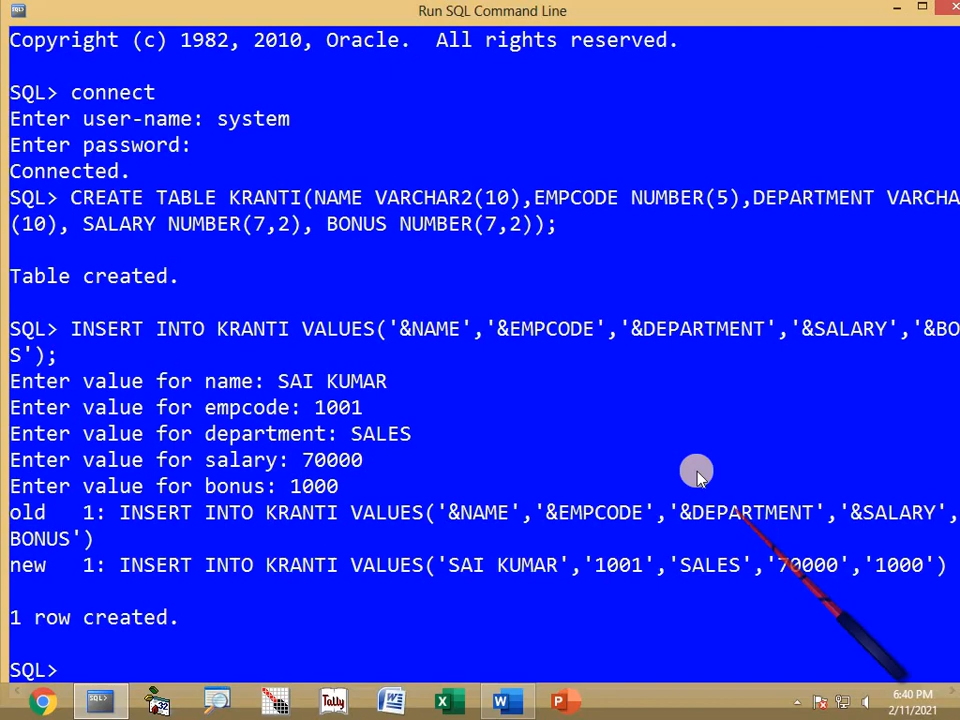 Run SQL Command Line
Copyright (c) 1982, 2010, Oracle.  All rights reserved.
SQL> connect
Enter user-name: system
Enter password:
Connected.
SQL> CREATE TABLE KRANTI(NAME VARCHAR2(10),EMPCODE NUMBER(5),DEPARTMENT VARCHA
(10), SALARY NUMBER(7,2), BONUS NUMBER(7,2));
Table created.
SQL> INSERT INTO KRANTI VALUES('&NAME','&EMPCODE','&DEPARTMENT','&SALARY','&BO
S');
Enter value for name: SAI KUMAR
Enter value for empcode: 1001
Enter value for department: SALES
Enter value for salary: 70000
Enter value for bonus: 1000
old   1: INSERT INTO KRANTI VALUES('&NAME','&EMPCODE','&DEPARTMENT','&SALARY',
BONUS')
new   1: INSERT INTO KRANTI VALUES('SAI KUMAR','1001','SALES','70000','1000')
1 row created.
SQL>
32
Tally
W
X
W
P
6:40 PM
2/11/2021